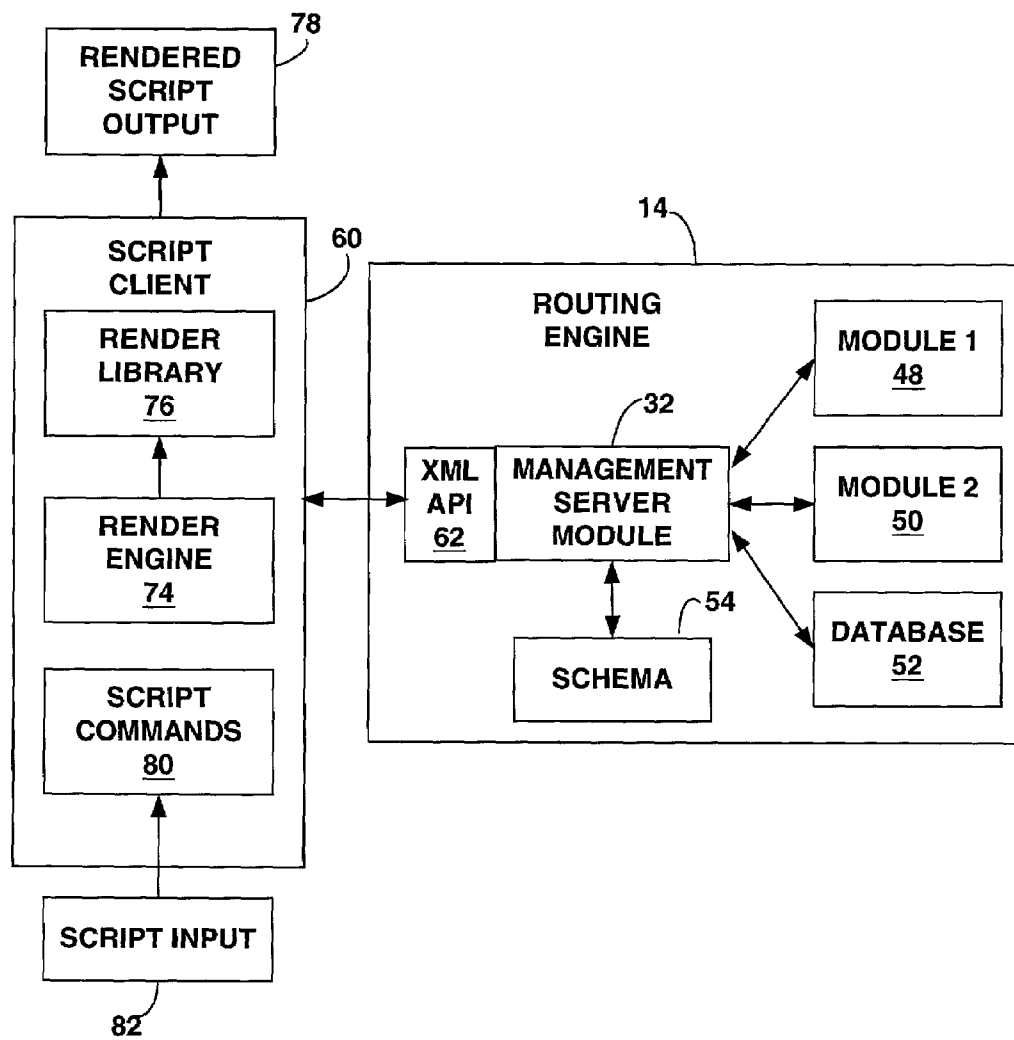 78
RENDERED
SCRIPT
OUTPUT
60
SCRIPT
CLIENT
RENDER
LIBRARY
76
RENDER
ENGINE
74
SCRIPT
COMMANDS
80
SCRIPT INPUT
82
14
ROUTING
ENGINE
32
XML
API
62
MANAGEMENT
SERVER
MODULE
54
SCHEMA
MODULE 1
48
MODULE 2
50
DATABASE
52